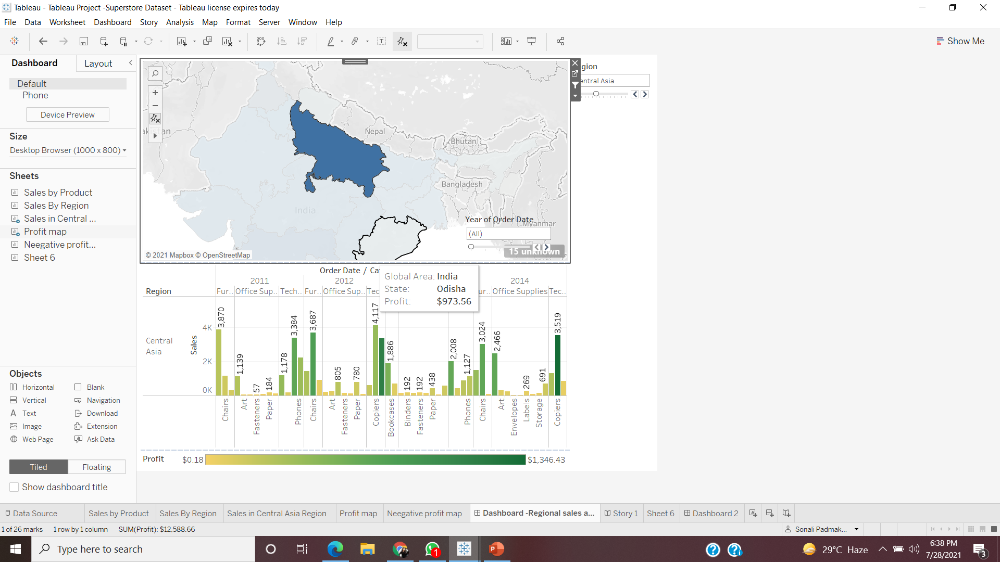 Tableau - Tableau Project -Superstore Dataset - Tableau license expires today
File Data Worksheet Dashboard Story Analysis Map Format Server Window Help
Show Me
Dashboard Layout
Default
Phone
Device Preview
Size
Desktop Browser (1000 x 800)
Sheets
Sales by Product
Sales By Region
Sales in Central ...
Profit map
Neegative profit...
Sheet 6
Objects
Horizontal Blank
Vertical Navigation
Text Download
Image Extension
Web Page Ask Data
Tiled Floating
Show dashboard title
akistan
Nepal
Bhutan
Bangladesh
India
Myanmar
Year of Order Date
(All)
15 unknown
© 2021 Mapbox © OpenStreetMap
egion
entral Asia
Order Date / Ca
2011 2012 2014
Region
Fur.. Office Sup.. Tech.. Fur.. Office Sup.. Tec ur.. Office Supplies Tec..
Global Area: India
State: Odisha
Profit: $973.56
Central
Asia
Sales
4K
2K
0K
3,870 1,139 57 184 1,178 3,384 3,687 805 780 4,117 1,886 192 192 438 2,008 1,127 3,024 2,466 269 691 3,519
Chairs Art Fasteners Paper Phones Chairs Art Fasteners Paper Copiers Bookcases Binders Fasteners Paper Phones Chairs Art Envelopes Labels Storage Copiers
Profit $0.18 $1,346.43
Data Source Sales by Product Sales By Region Sales in Central Asia Region Profit map Neegative profit map Dashboard -Regional sales a... Story 1 Sheet 6 Dashboard 2
1 of 26 marks 1 row by 1 column SUM(Profit): $12,588.66 Sonali Padmak...
Type here to search
1
29°C Haze
6:38 PM
7/28/2021
3